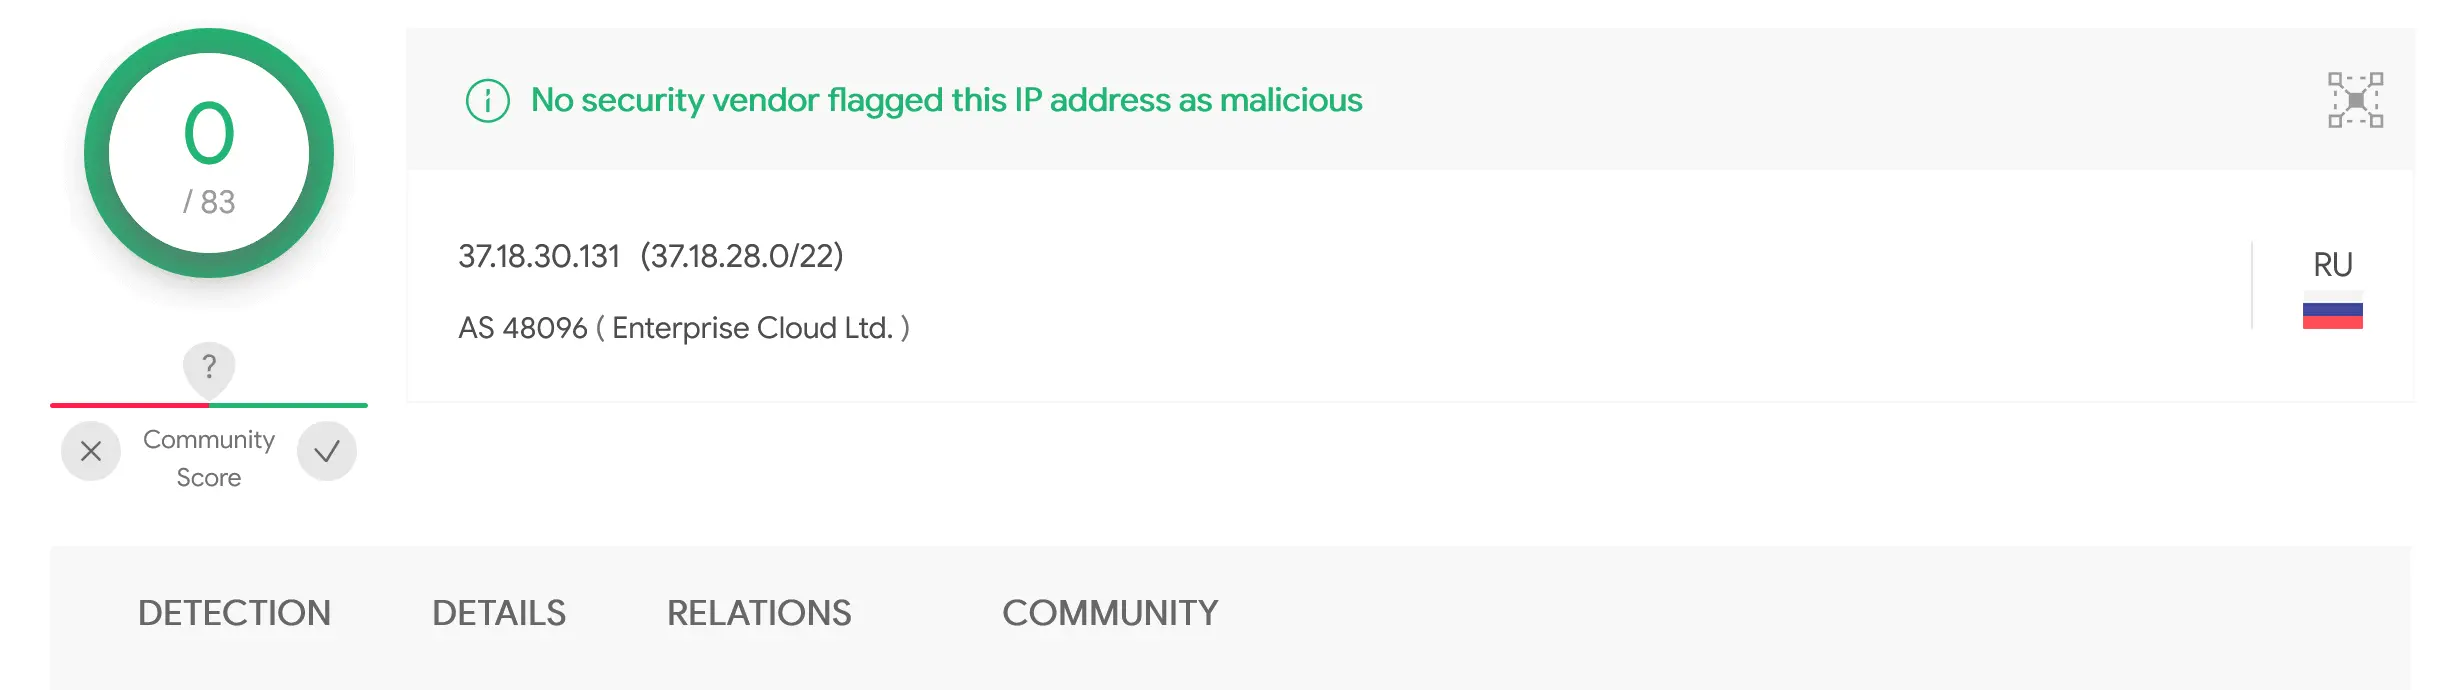 0
/ 83
?
Community
Score
No security vendor flagged this IP address as malicious
37.18.30.131 (37.18.28.0/22)
AS 48096 ( Enterprise Cloud Ltd. )
RU
DETECTION DETAILS RELATIONS COMMUNITY